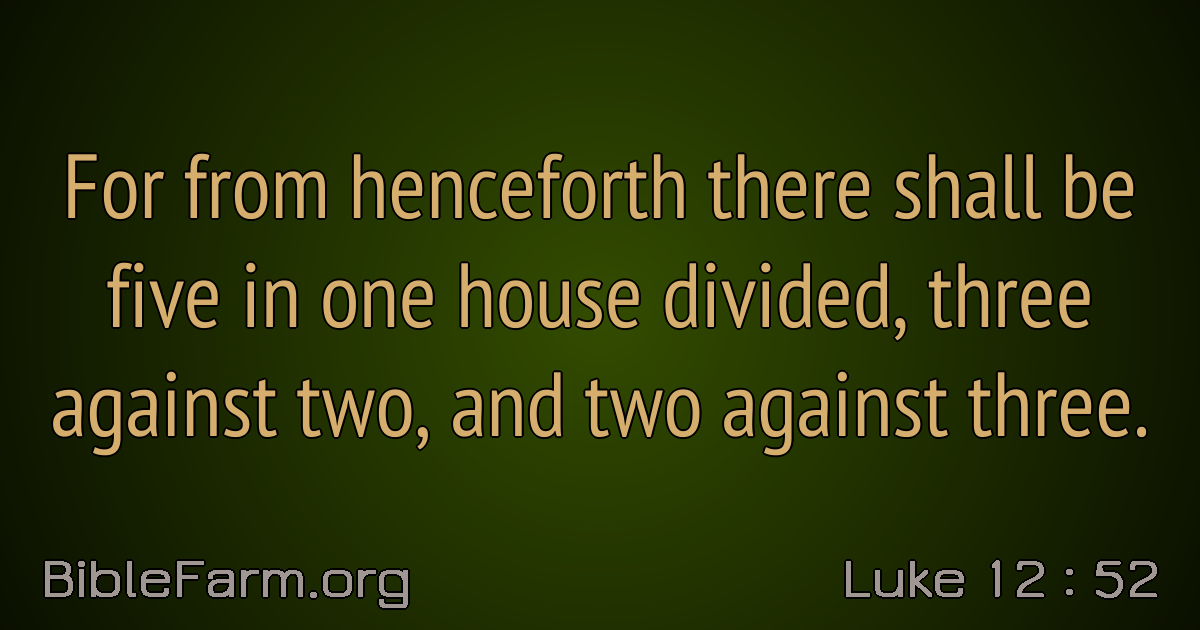 For from henceforth there shall be
five in one house divided, three
against two, and two against three.
BibleFarm.org
Luke 12 : 52